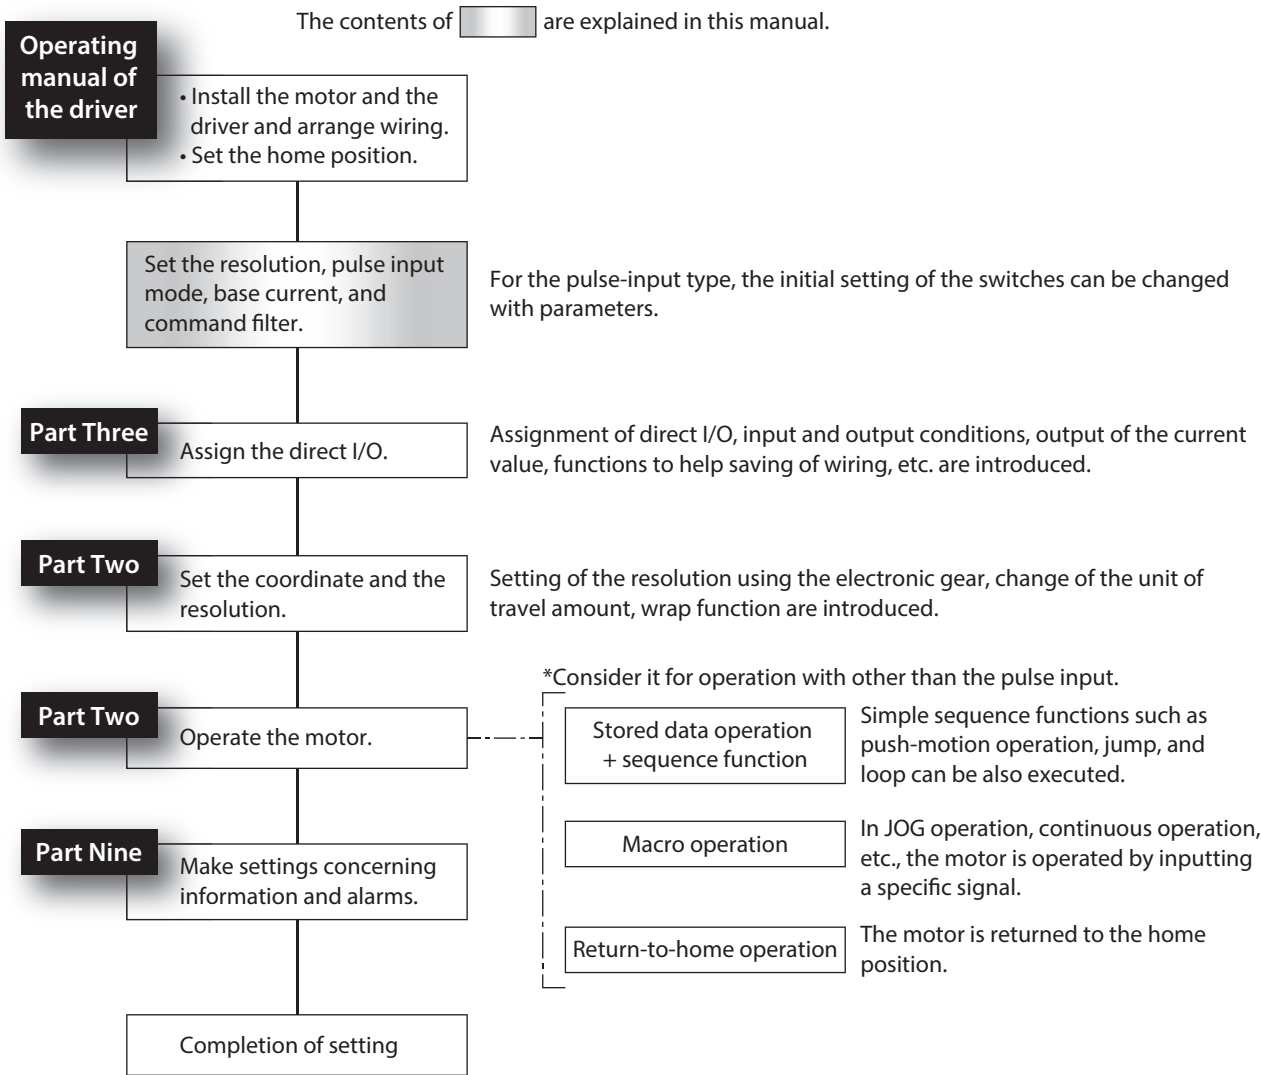 The contents of are explained in this manual.
Operating
manual of
the driver
• Install the motor and the
driver and arrange wiring.
• Set the home position.
Set the resolution, pulse input
mode, base current, and
command filter.
For the pulse-input type, the initial setting of the switches can be changed
with parameters.
Part Three
Assign the direct I/O.
Assignment of direct I/O, input and output conditions, output of the current
value, functions to help saving of wiring, etc. are introduced.
Part Two
Set the coordinate and the
resolution.
Setting of the resolution using the electronic gear, change of the unit of
travel amount, wrap function are introduced.
Part Two
Operate the motor.
*Consider it for operation with other than the pulse input.
Stored data operation
+ sequence function
Simple sequence functions such as
push-motion operation, jump, and
loop can be also executed.
Macro operation
In JOG operation, continuous operation,
etc., the motor is operated by inputting
a specific signal.
Return-to-home operation
The motor is returned to the home
position.
Part Nine
Make settings concerning
information and alarms.
Completion of setting